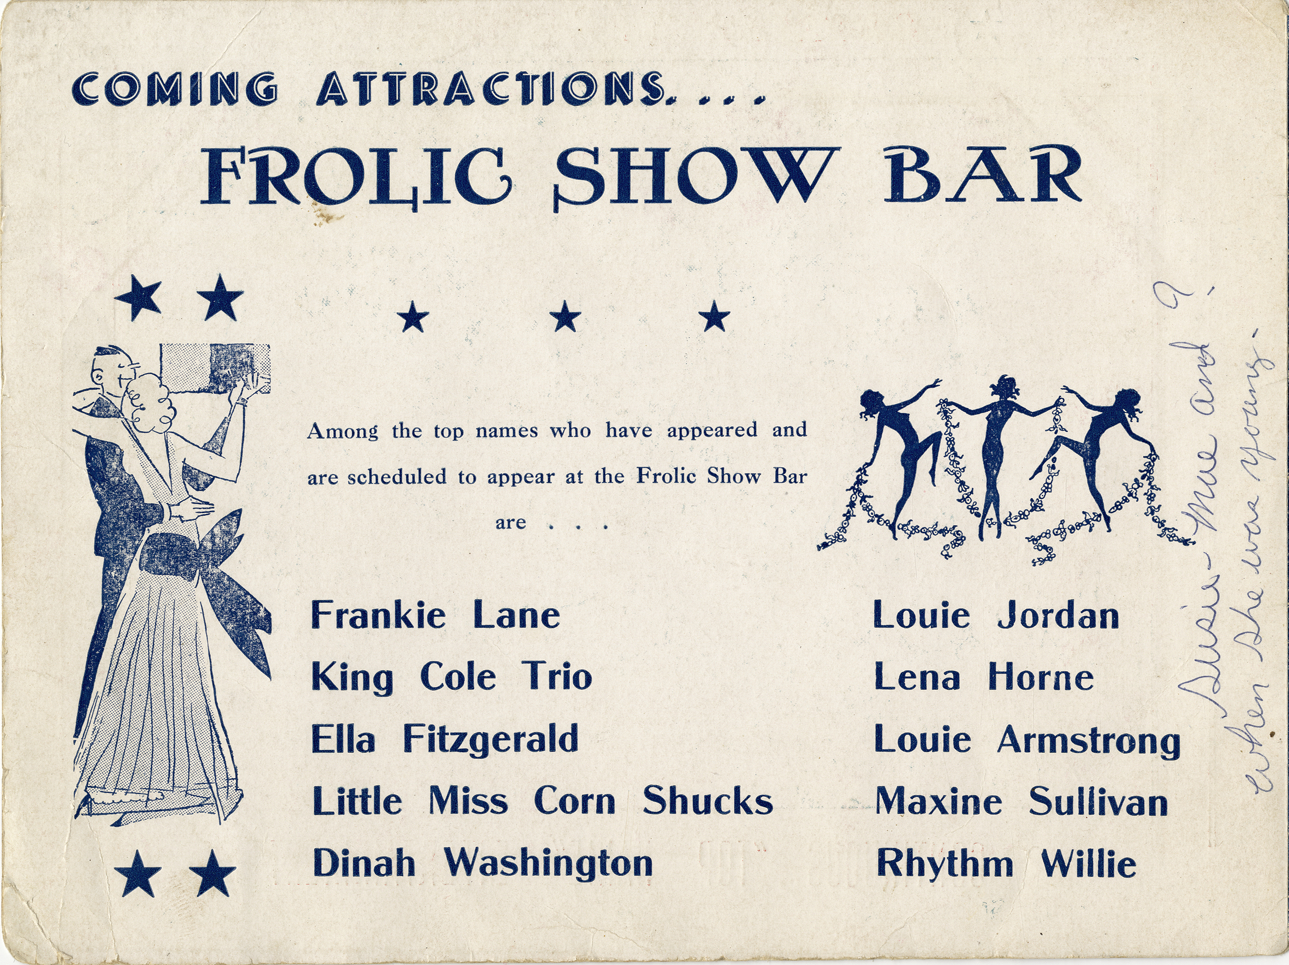 COMING ATTRACTIONS....
FROLIC SHOW BAR
Among the top names who have appeared and
are scheduled to appear at the Frolic Show Bar
are . . .
Frankie Lane
King Cole Trio
Ella Fitzgerald
Little Miss Corn Shucks
Dinah Washington
Louie Jordan
Lena Horne
Louie Armstrong
Maxine Sullivan
Rhythm Willie
Susie - Mae and ?
when she was young -